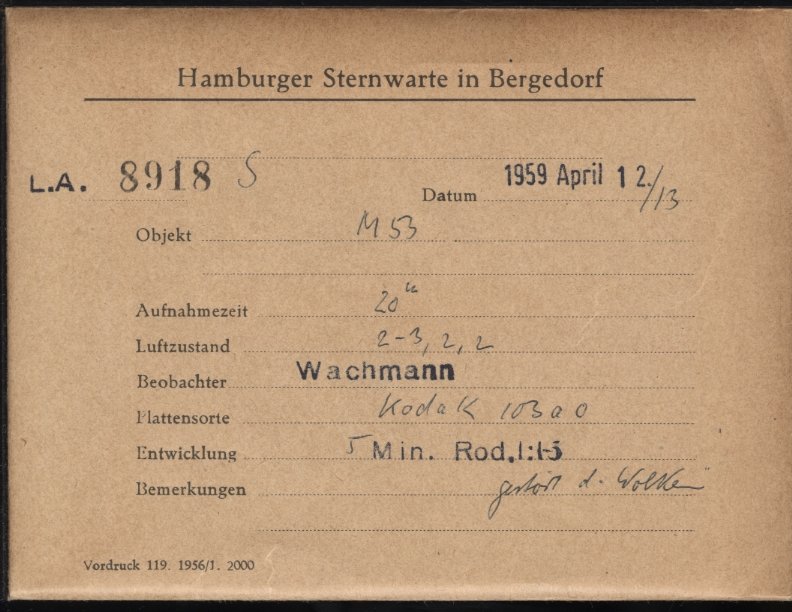 Hamburger Sternwarte in Bergedorf
L.A. 8918 S
Datum 1959 April 12./13
Objekt M 53
Aufnahmezeit 20ᵐ
Luftzustand 2-3, 2, 2
Beobachter Wachmann
Plattensorte Kodak 103a0
Entwicklung 5 Min. Rod. 1:15
Bemerkungen gestört d. Wolken
Vordruck 119. 1956/1. 2000